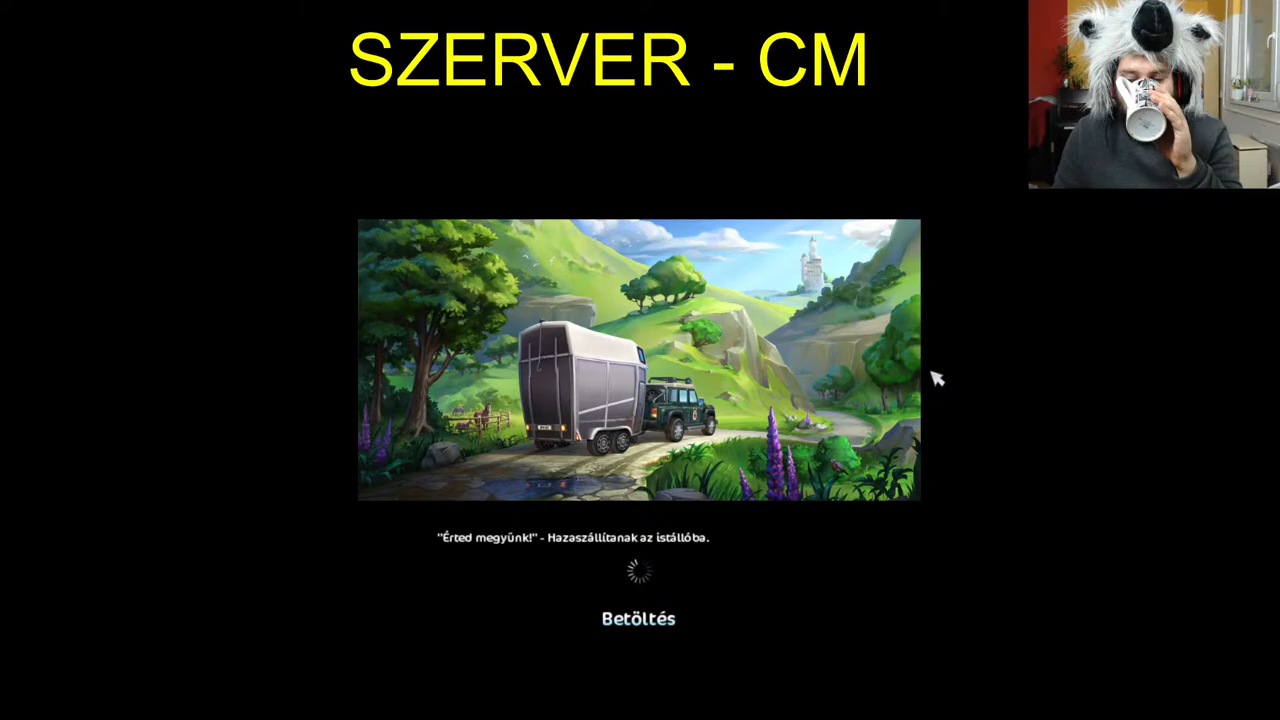 SZERVER - CM
"Érted megyünk!" - Hazaszállítanak az istállóba.
Betöltés